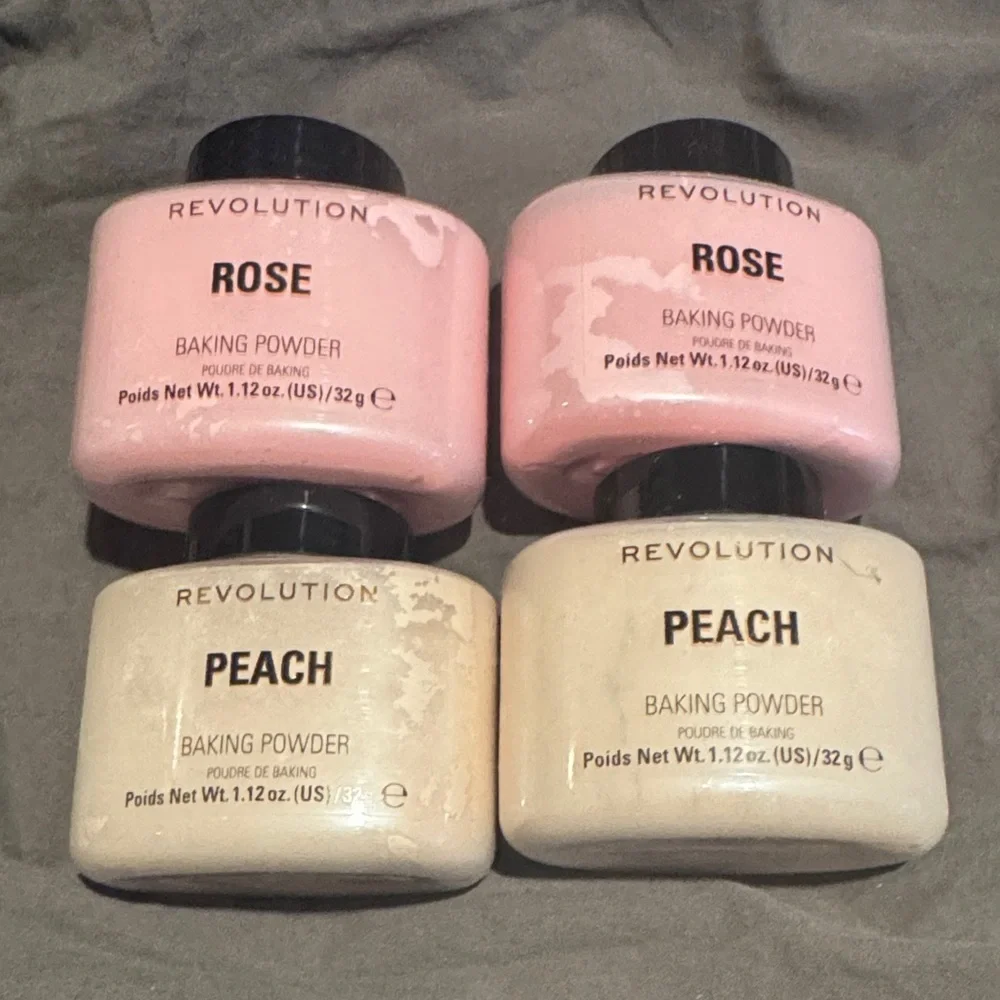 REVOLUTION
ROSE
BAKING POWDER
POUDRE DE BAKING
Poids Net Wt. 1.12 oz. (US)/32g ℮
REVOLUTION
ROSE
BAKING POWDER
POUDRE DE BAKING
Poids Net Wt. 1.12 oz. (US)/32g ℮
REVOLUTION
PEACH
BAKING POWDER
POUDRE DE BAKING
Poids Net Wt. 1.12 oz. (US)/32 ℮
REVOLUTION
PEACH
BAKING POWDER
POUDRE DE BAKING
Poids Net Wt. 1.12 oz. (US)/32g ℮